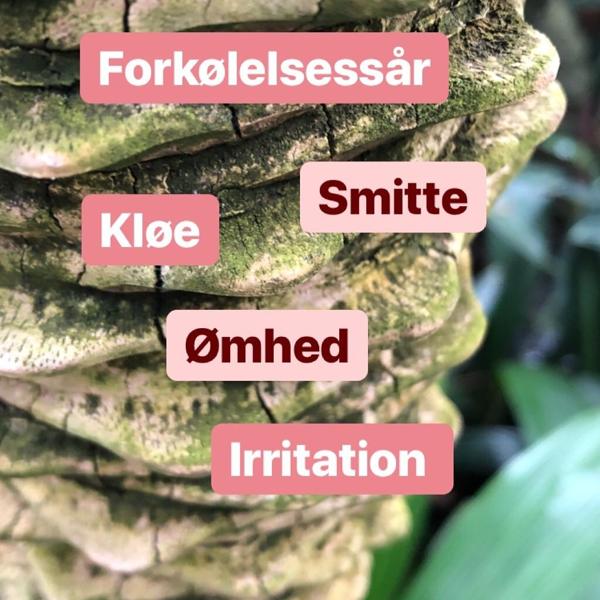 Forkølelsessår
Smitte
Kløe
Ømhed
Irritation